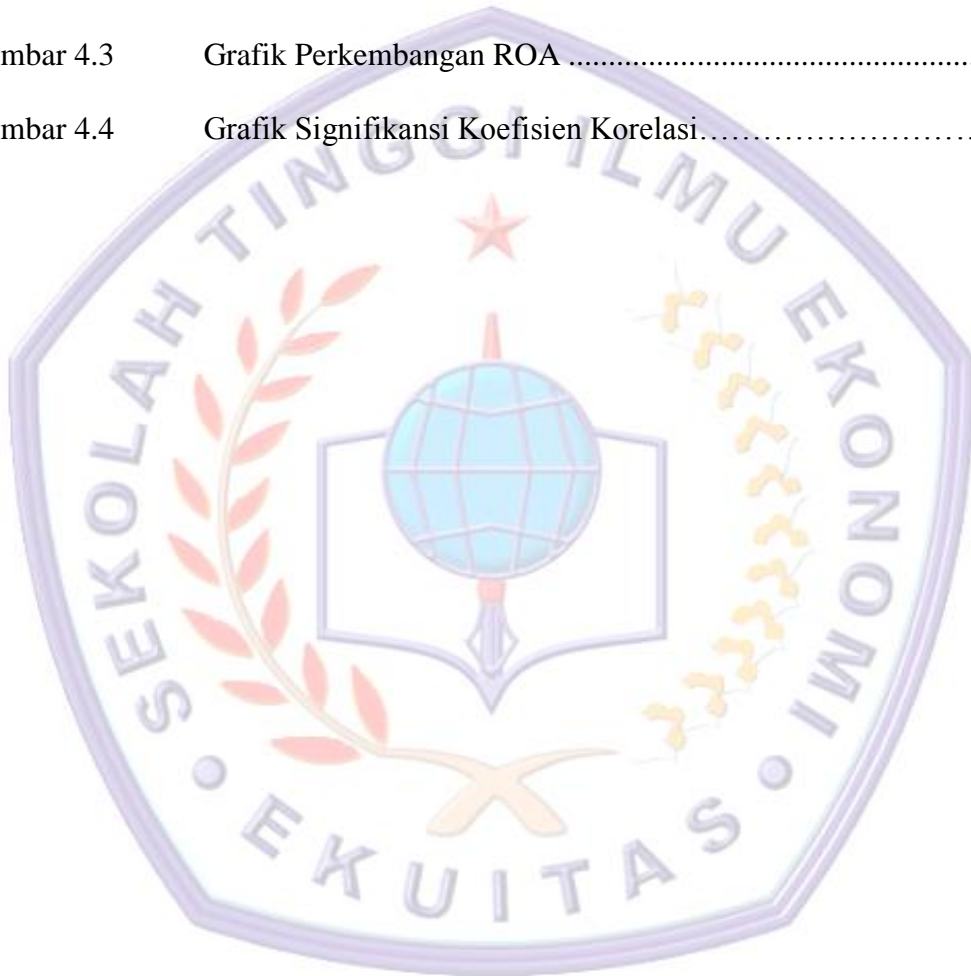 mbar 4.3 Grafik Perkembangan ROA ...................................................
mbar 4.4 Grafik Signifikansi Koefisien Korelasi…………………………
SEKOLAH TINGGI ILMU EKONOMI
• EKUITAS •